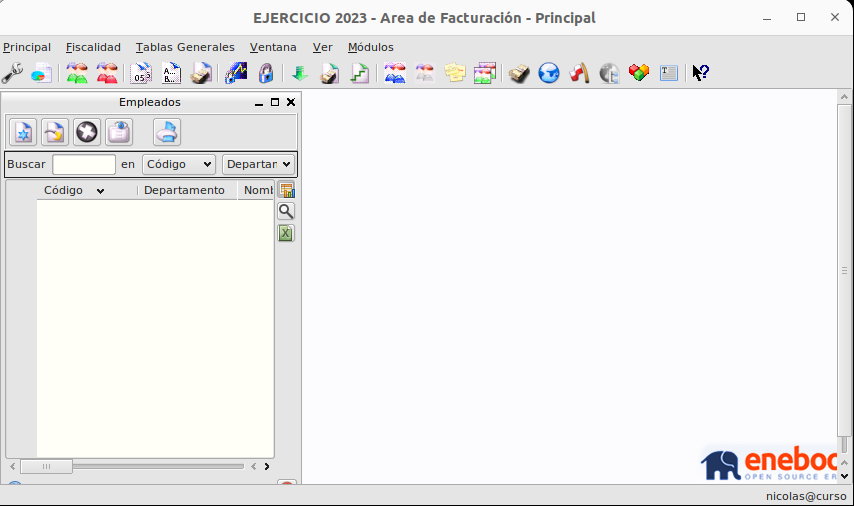 EJERCICIO 2023 - Area de Facturación - Principal
Principal Fiscalidad Tablas Generales Ventana Ver Módulos
Empleados
Buscar en Código Departar
Código Departamento Nomb
eneboo
OPEN SOURCE ER
nicolas@curso